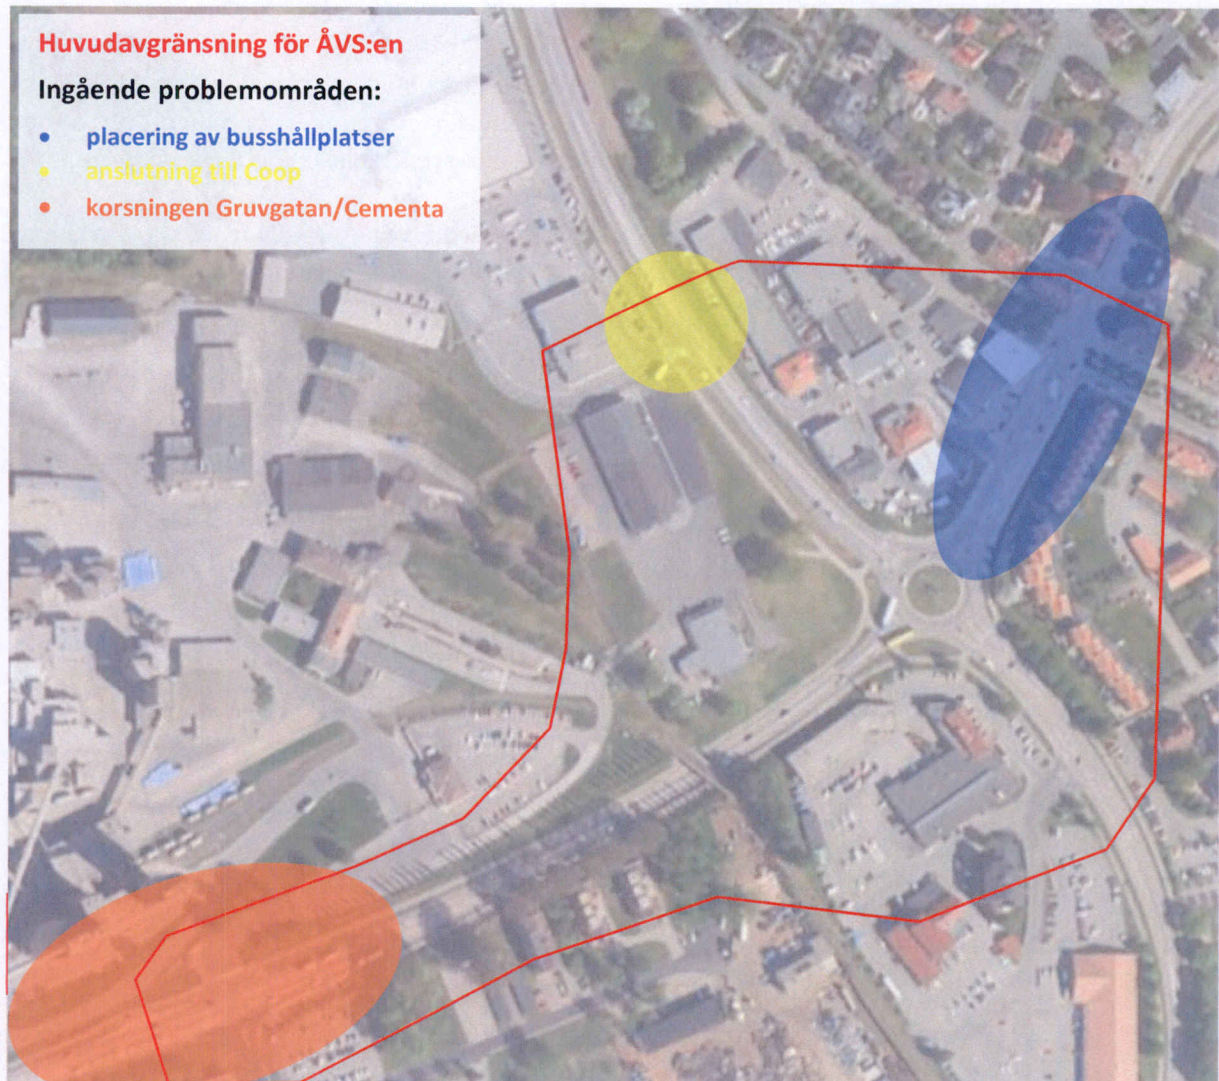 Huvudavgränsning för ÅVS:en
Ingående problemområden:
• placering av busshållplatser
• anslutning till Coop
• korsningen Gruvgatan/Cementa